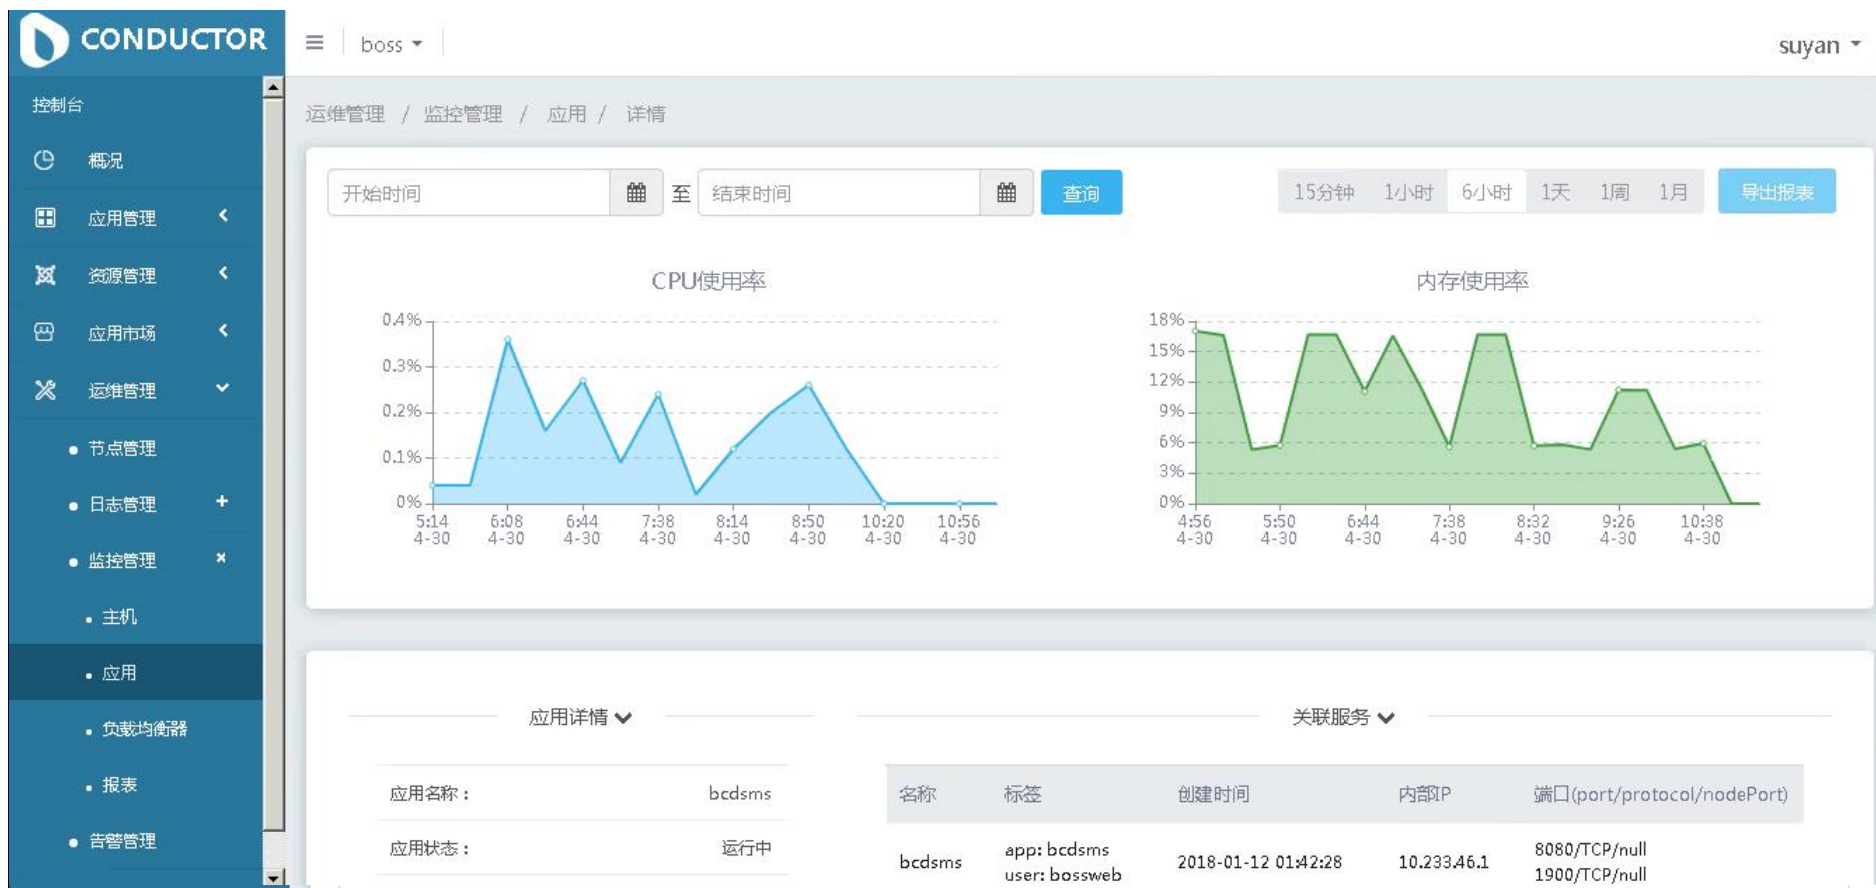 CONDUCTOR
boss
suyan
控制台
概况
应用管理
资源管理
应用市场
运维管理
节点管理
日志管理
监控管理
主机
应用
负载均衡器
报表
告警管理
运维管理 / 监控管理 / 应用 / 详情
开始时间 至 结束时间 查询
15分钟 1小时 6小时 1天 1周 1月 导出报表
CPU使用率
0.4%
0.3%
0.2%
0.1%
0%
5:14 6:08 6:44 7:38 8:14 8:50 10:20 10:56
4-30 4-30 4-30 4-30 4-30 4-30 4-30 4-30
内存使用率
18%
15%
12%
9%
6%
3%
0%
4:56 5:50 6:44 7:38 8:32 9:26 10:38
4-30 4-30 4-30 4-30 4-30 4-30 4-30
应用详情
应用名称： bcdsms
应用状态： 运行中
关联服务
名称 标签 创建时间 内部IP 端口(port/protocol/nodePort)
bcdsms app: bcdsms 2018-01-12 01:42:28 10.233.46.1 8080/TCP/null
user: bossweb 1900/TCP/null